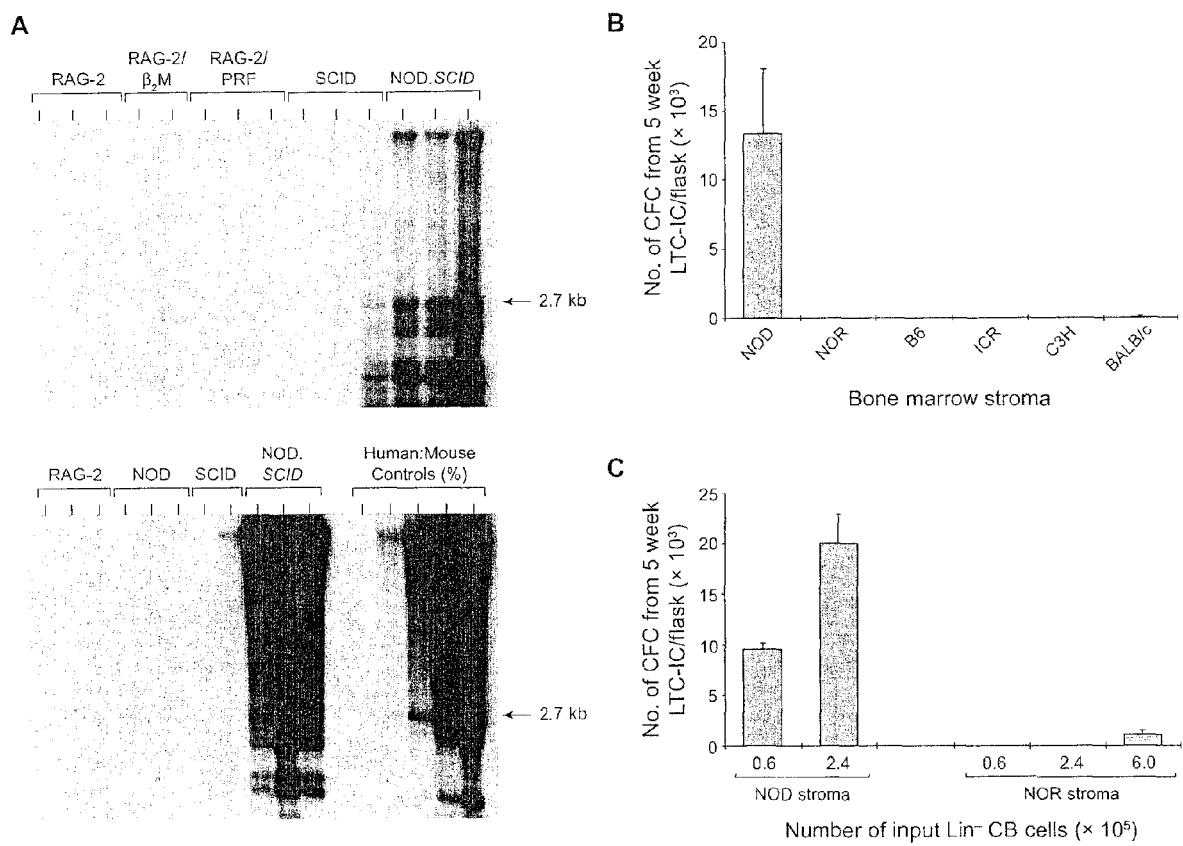 A
RAG-2
RAG-2/
β₂M
RAG-2/
PRF
SCID
NOD.SCID
← 2.7 kb
RAG-2
NOD
SCID
NOD.
SCID
Human:Mouse
Controls (%)
← 2.7 kb
B
No. of CFC from 5 week
LTC-IC/flask (× 10³)
20
15
10
5
0
NOD
NOR
B6
ICR
C3H
BALB/c
Bone marrow stroma
C
No. of CFC from 5 week
LTC-IC/flask (× 10³)
25
20
15
10
5
0
0.6
2.4
0.6
2.4
6.0
NOD stroma
NOR stroma
Number of input Lin⁻ CB cells (× 10⁵)